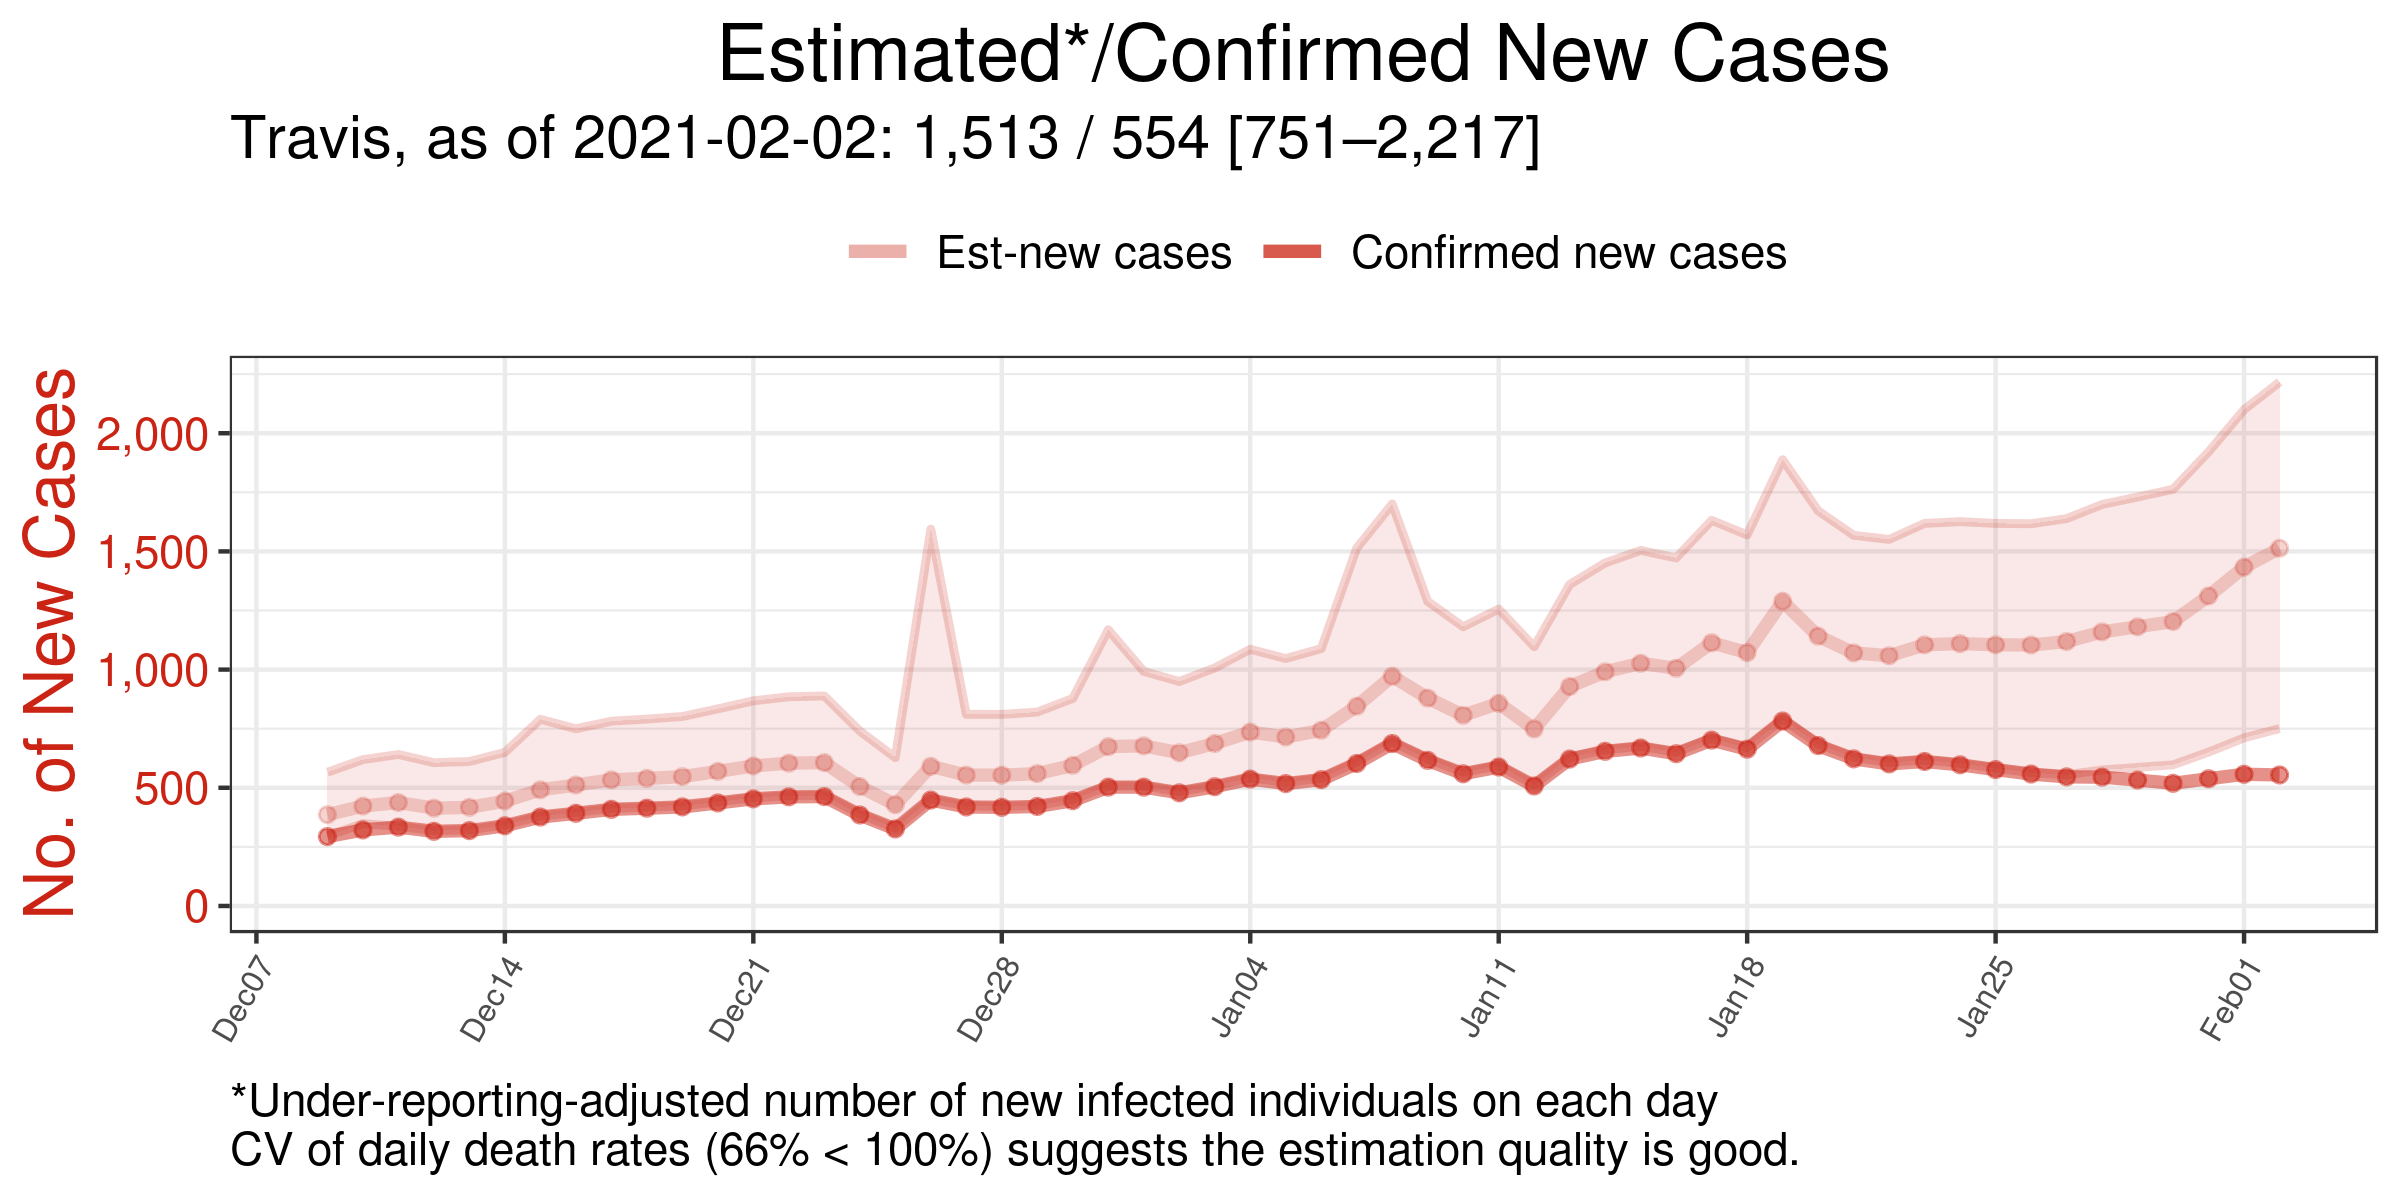 Estimated*/Confirmed New Cases
Travis, as of 2021-02-02: 1,513 / 554 [751–2,217]
Est-new cases
Confirmed new cases
No. of New Cases
2,000
1,500
1,000
500
0
Dec07
Dec14
Dec21
Dec28
Jan04
Jan11
Jan18
Jan25
Feb01
*Under-reporting-adjusted number of new infected individuals on each day
CV of daily death rates (66% < 100%) suggests the estimation quality is good.